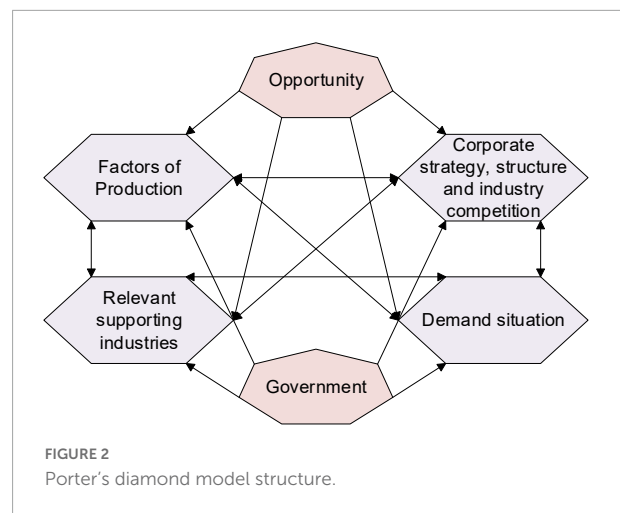 Opportunity
Factors of
Production
Corporate
strategy, structure
and industry
competition
Relevant
supporting
industries
Demand situation
Government
FIGURE 2
Porter's diamond model structure.